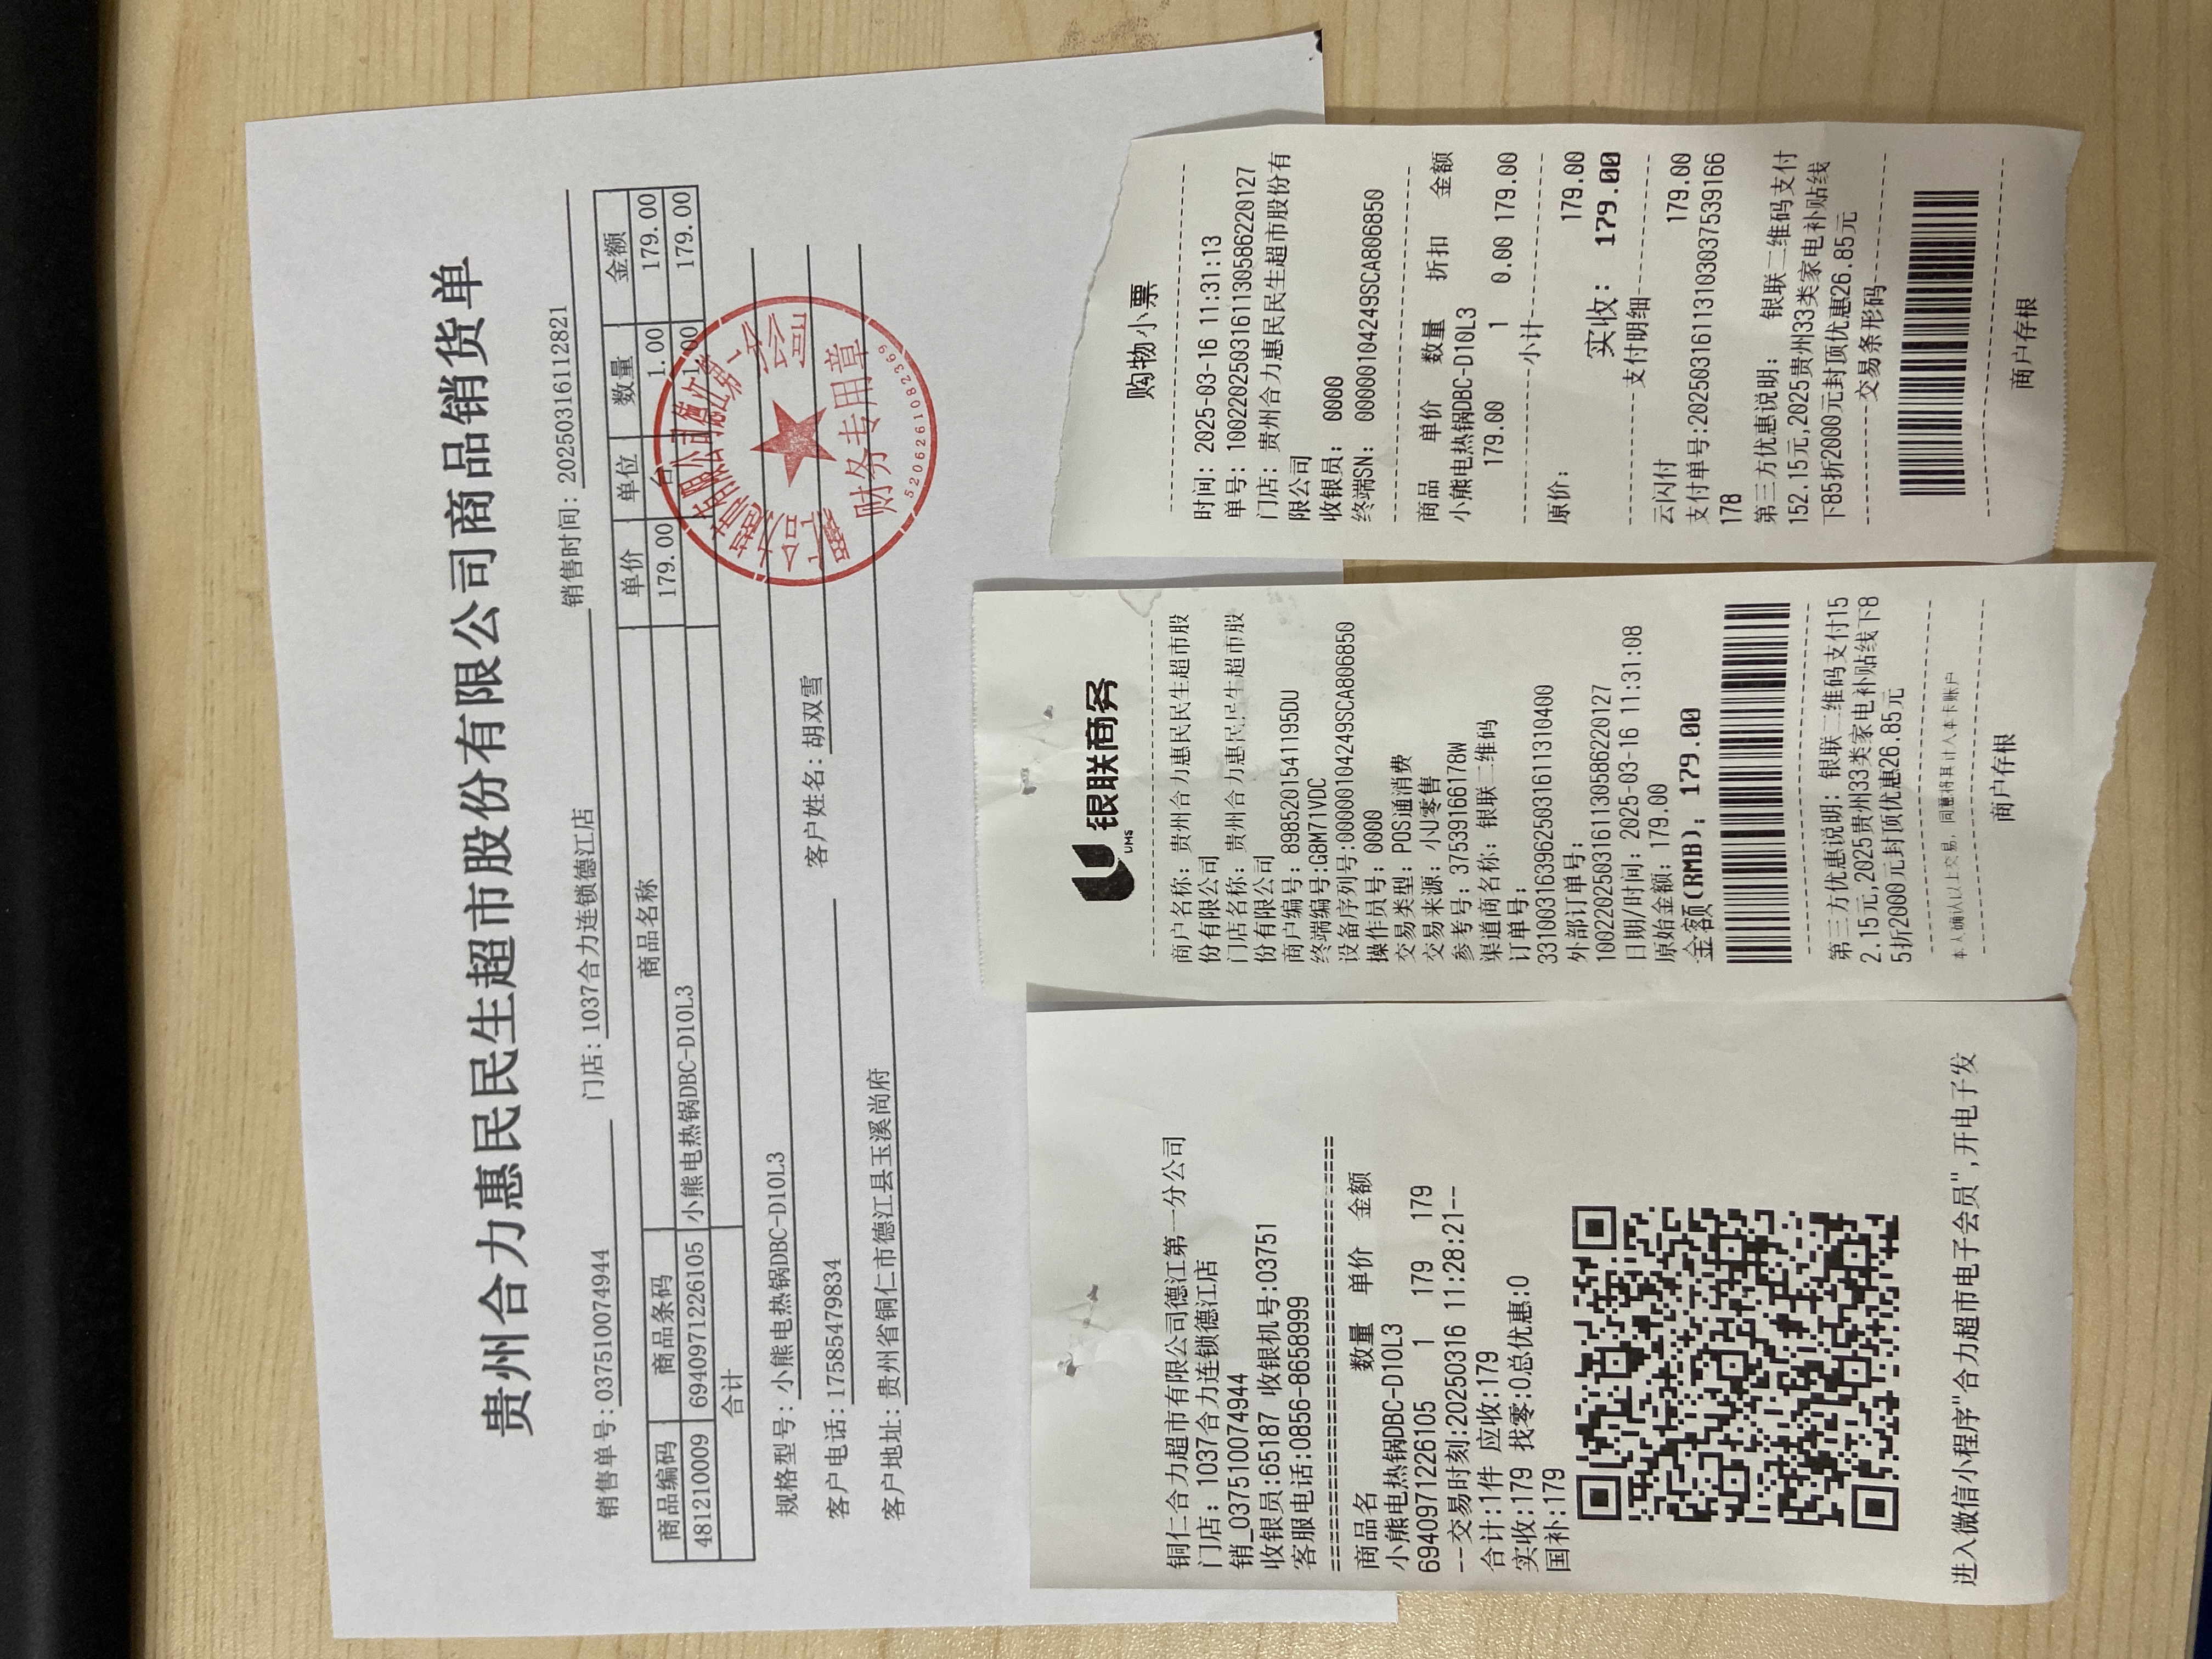 贵州合力惠民民生超市股份有限公司商品销货单
销售单号:037510074944 门店:1037合力连锁德江店 销售时间:20250316112821
商品编码 商品条码 商品名称 单价 单位 数量 金额
481210009 6940971226105 小熊电热锅DBC-D10L3 179.00 台 1.00 179.00
合计 1.00 179.00
规格型号:小熊电热锅DBC-D10L3
客户电话:17585479834 客户姓名:胡双雪
客户地址:贵州省铜仁市德江县玉溪尚府
财务专用章
5206261082369
铜仁合力超市有限公司德江第一分公司
门店: 1037合力连锁德江店
销_037510074944
收银员:65187 收银机号:03751
客服电话:0856-8658999
商品名 数量 单价 金额
小熊电热锅DBC-D10L3
6940971226105 1 179 179
--交易时刻:20250316 11:28:21--
合计:1件 应收:179
实收:179 找零:0总优惠:0
国补:179
进入微信小程序"合力超市电子会员",开电子发
银联商务
UMS
商户名称: 贵州合力惠民民生超市股
份有限公司
门店名称: 贵州合力惠民民生超市股
份有限公司
商户编号: 89852015411195DU
终端编号:G8M71VDC
设备序列号:00000104249SCA806850
操作员号: 0000
交易类型: POS通消费
交易来源: 小U零售
参考号: 37539166178W
渠道商名称: 银联二维码
订单号:
3310031639625031611310400
外部订单号:
10022025031611305862201​27
日期/时间: 2025-03-16 11:31:08
原始金额: 179.00
金额(RMB): 179.00
第三方优惠说明: 银联二维码支付15
2.15元,2025贵州33类家电补贴线下8
5折2000元封顶优惠26.85元
本人确认以上交易, 同意将其计入本卡账户
商户存根
购物小票
时间: 2025-03-16 11:31:13
单号: 1002202503161130586220127
门店: 贵州合力惠民民生超市股份有
限公司
收银员: 0000
终端SN: 00000104249SCA806850
商品 单价 数量 折扣 金额
小熊电热锅DBC-D10L3
179.00 1 0.00 179.00
小计
原价: 179.00
实收: 179.00
支付明细
云闪付 179.00
支付单号:20250316113103037539166
178
第三方优惠说明: 银联二维码支付
152.15元,2025贵州33类家电补贴线
下85折2000元封顶优惠26.85元
交易条形码
商户存根